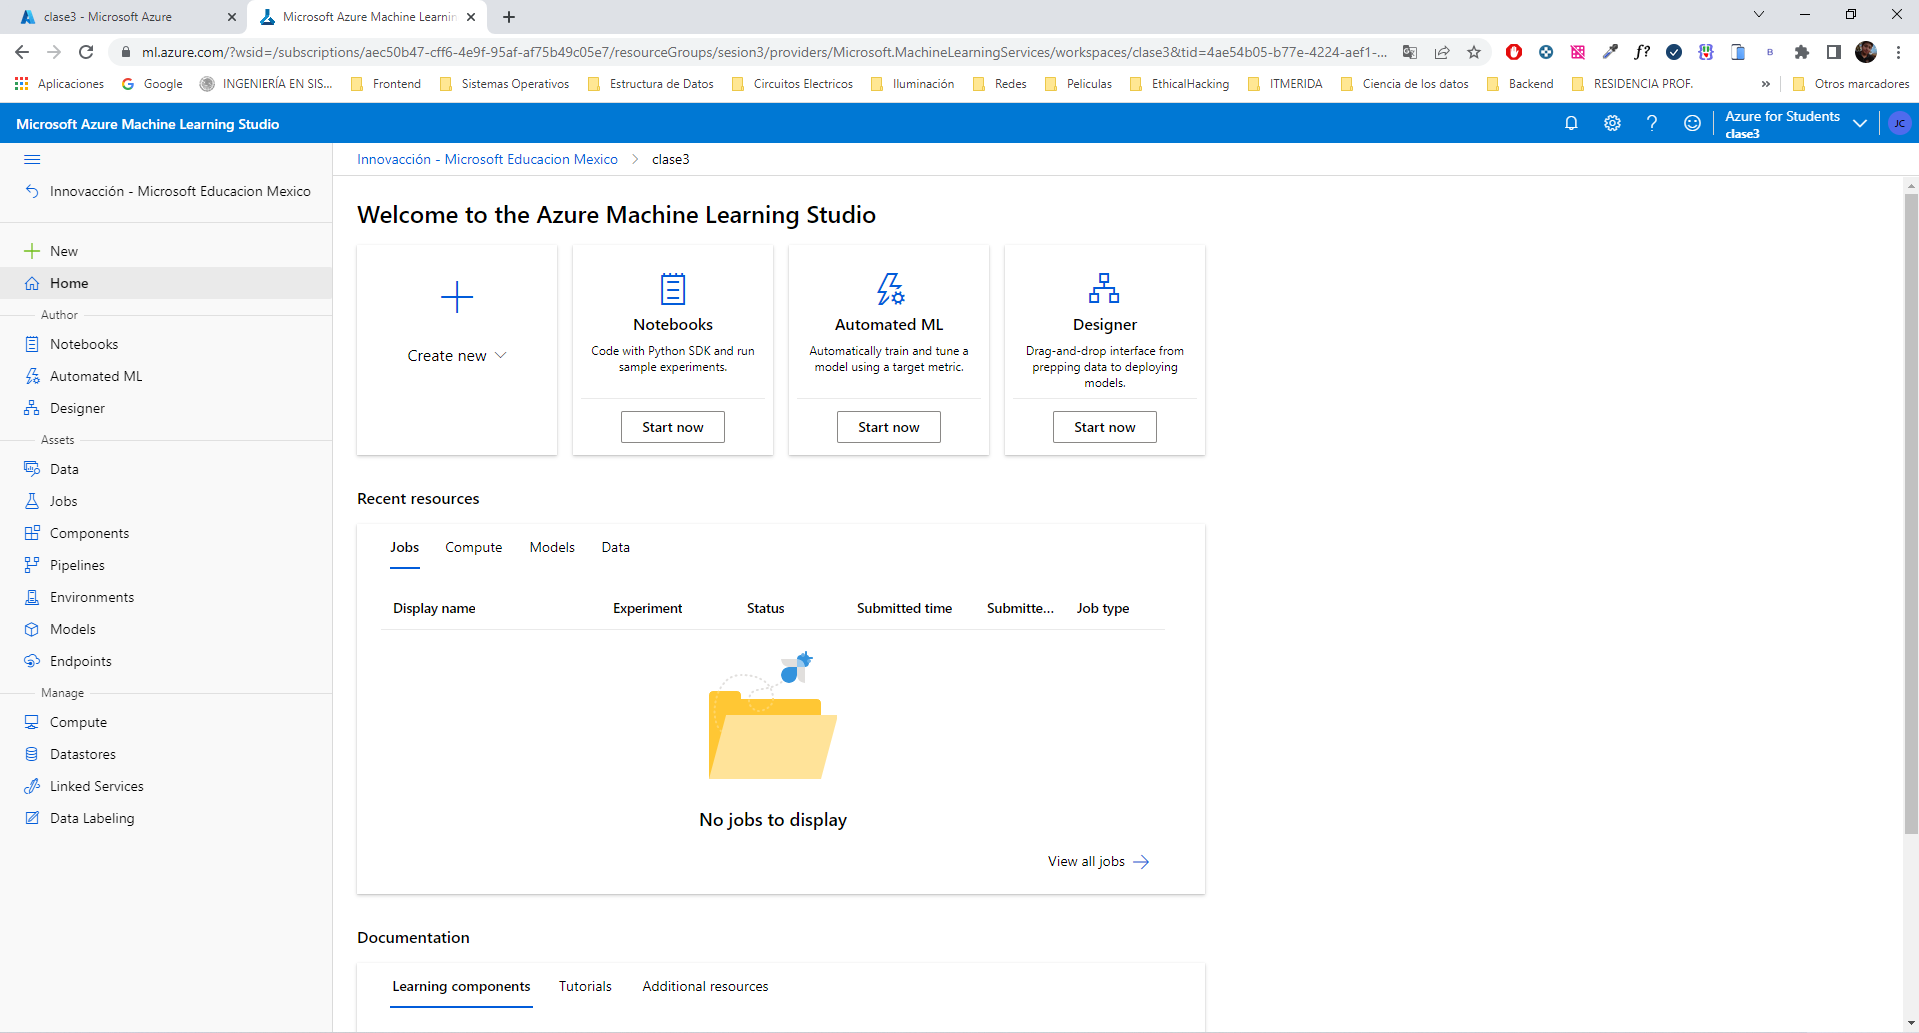 clase3 - Microsoft Azure
Microsoft Azure Machine Learnin
ml.azure.com/?wsid=/subscriptions/aec50b47-cff6-4e9f-95af-af75b49c05e7/resourceGroups/sesion3/providers/Microsoft.MachineLearningServices/workspaces/clase3&tid=4ae54b05-b77e-4224-aef1-...
f?
B
Aplicaciones
Google
INGENIERÍA EN SIS...
Frontend
Sistemas Operativos
Estructura de Datos
Circuitos Electricos
Iluminación
Redes
Peliculas
EthicalHacking
ITMERIDA
Ciencia de los datos
Backend
RESIDENCIA PROF.
»
Otros marcadores
Microsoft Azure Machine Learning Studio
Azure for Students
clase3
JC
Innovacción - Microsoft Educacion Mexico
New
Home
Author
Notebooks
Automated ML
Designer
Assets
Data
Jobs
Components
Pipelines
Environments
Models
Endpoints
Manage
Compute
Datastores
Linked Services
Data Labeling
Innovacción - Microsoft Educacion Mexico > clase3
Welcome to the Azure Machine Learning Studio
Create new
Notebooks
Code with Python SDK and run
sample experiments.
Start now
Automated ML
Automatically train and tune a
model using a target metric.
Start now
Designer
Drag-and-drop interface from
prepping data to deploying
models.
Start now
Recent resources
Jobs
Compute
Models
Data
Display name
Experiment
Status
Submitted time
Submitte...
Job type
No jobs to display
View all jobs
Documentation
Learning components
Tutorials
Additional resources